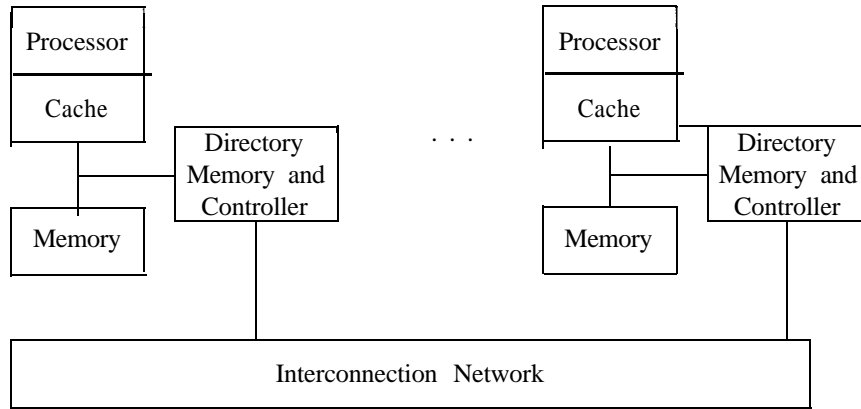 Processor
Cache
Directory
Memory and
Controller
Memory
. . .
Processor
Cache
Directory
Memory and
Controller
Memory
Interconnection Network